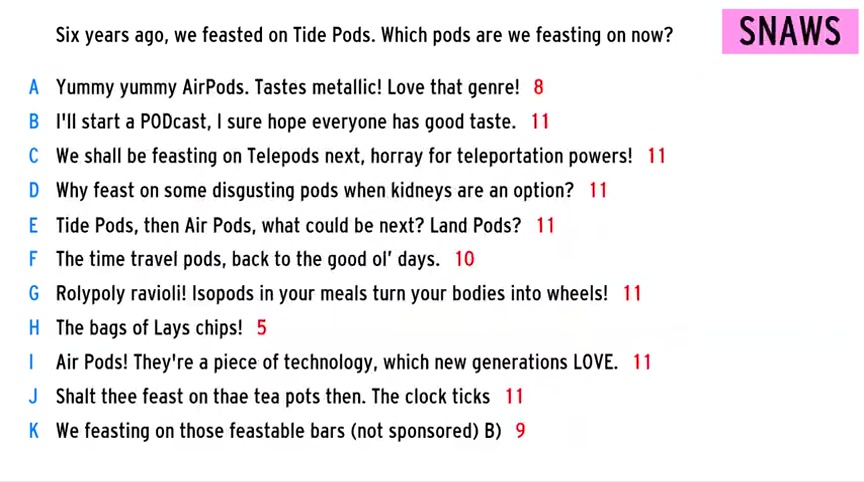 Six years ago, we feasted on Tide Pods. Which pods are we feasting on now?
SNAWS
A Yummy yummy AirPods. Tastes metallic! Love that genre! 8
B I'll start a PODcast, I sure hope everyone has good taste. 11
C We shall be feasting on Telepods next, horray for teleportation powers! 11
D Why feast on some disgusting pods when kidneys are an option? 11
E Tide Pods, then Air Pods, what could be next? Land Pods? 11
F The time travel pods, back to the good ol' days. 10
G Rolypoly ravioli! Isopods in your meals turn your bodies into wheels! 11
H The bags of Lays chips! 5
I Air Pods! They're a piece of technology, which new generations LOVE. 11
J Shalt thee feast on thae tea pots then. The clock ticks 11
K We feasting on those feastable bars (not sponsored) B) 9